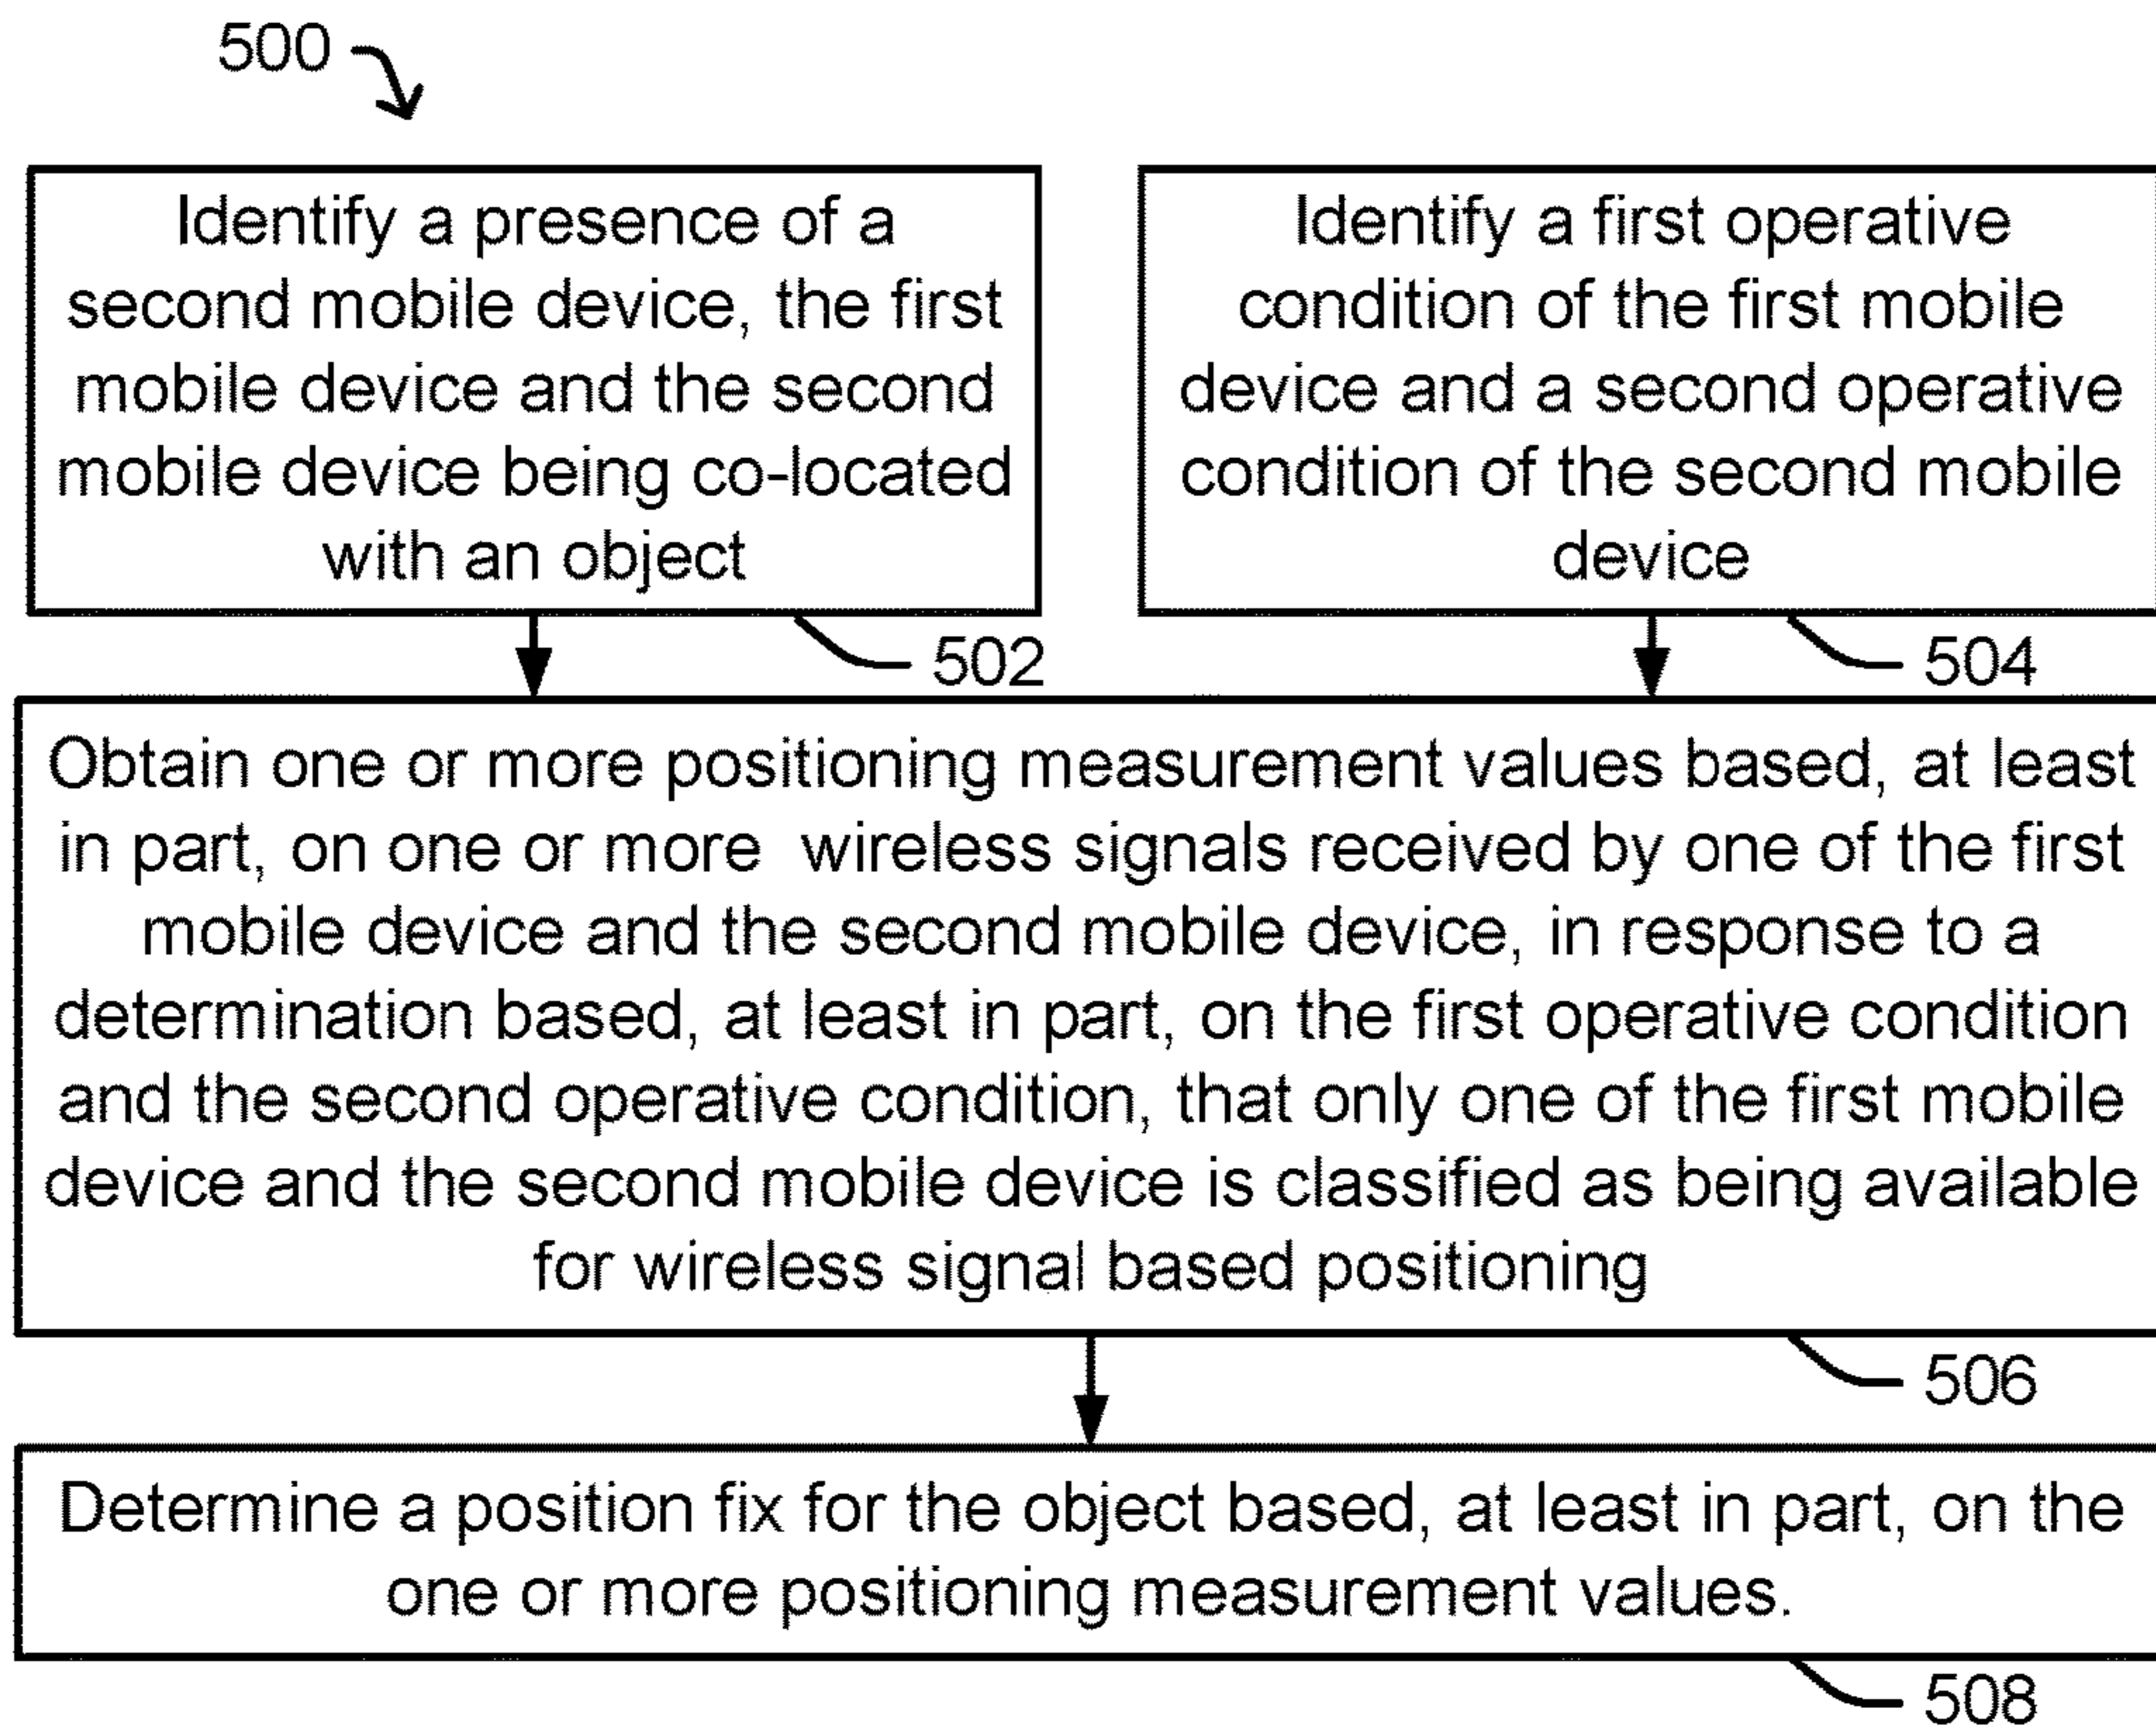 500
Identify a presence of a
second mobile device, the first
mobile device and the second
mobile device being co-located
with an object
502
Identify a first operative
condition of the first mobile
device and a second operative
condition of the second mobile
device
504
Obtain one or more positioning measurement values based, at least
in part, on one or more wireless signals received by one of the first
mobile device and the second mobile device, in response to a
determination based, at least in part, on the first operative condition
and the second operative condition, that only one of the first mobile
device and the second mobile device is classified as being available
for wireless signal based positioning
506
Determine a position fix for the object based, at least in part, on the
one or more positioning measurement values.
508